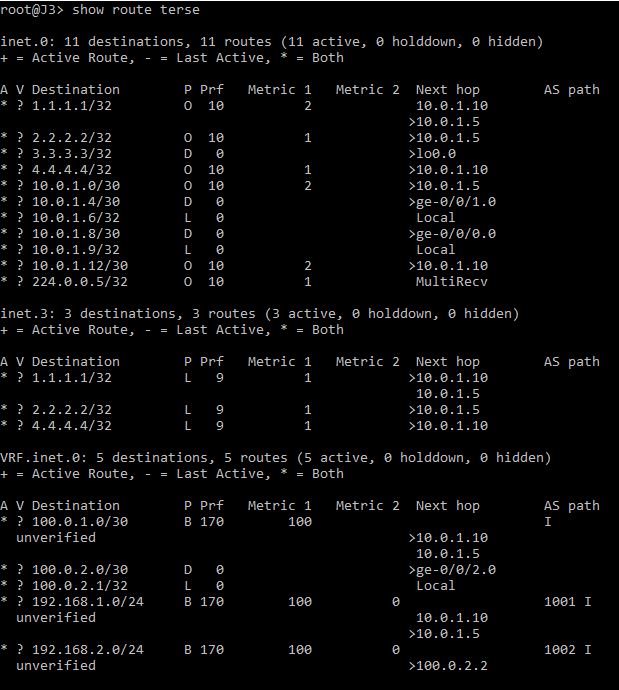 root@J3> show route terse
inet.0: 11 destinations, 11 routes (11 active, 0 holddown, 0 hidden)
+ = Active Route, - = Last Active, * = Both
A V Destination        P Prf   Metric 1   Metric 2  Next hop        AS path
* ? 1.1.1.1/32         O  10          2             10.0.1.10
                                                   >10.0.1.5
* ? 2.2.2.2/32         O  10          1            >10.0.1.5
* ? 3.3.3.3/32         D   0                       >lo0.0
* ? 4.4.4.4/32         O  10          1            >10.0.1.10
* ? 10.0.1.0/30        O  10          2            >10.0.1.5
* ? 10.0.1.4/30        D   0                       >ge-0/0/1.0
* ? 10.0.1.6/32        L   0                        Local
* ? 10.0.1.8/30        D   0                       >ge-0/0/0.0
* ? 10.0.1.9/32        L   0                        Local
* ? 10.0.1.12/30       O  10          2            >10.0.1.10
* ? 224.0.0.5/32       O  10          1             MultiRecv
inet.3: 3 destinations, 3 routes (3 active, 0 holddown, 0 hidden)
+ = Active Route, - = Last Active, * = Both
A V Destination        P Prf   Metric 1   Metric 2  Next hop        AS path
* ? 1.1.1.1/32         L   9          1            >10.0.1.10
                                                    10.0.1.5
* ? 2.2.2.2/32         L   9          1            >10.0.1.5
* ? 4.4.4.4/32         L   9          1            >10.0.1.10
VRF.inet.0: 5 destinations, 5 routes (5 active, 0 holddown, 0 hidden)
+ = Active Route, - = Last Active, * = Both
A V Destination        P Prf   Metric 1   Metric 2  Next hop        AS path
* ? 100.0.1.0/30       B 170        100                             I
  unverified                                       >10.0.1.10
                                                    10.0.1.5
* ? 100.0.2.0/30       D   0                       >ge-0/0/2.0
* ? 100.0.2.1/32       L   0                        Local
* ? 192.168.1.0/24     B 170        100          0                  1001 I
  unverified                                        10.0.1.10
                                                   >10.0.1.5
* ? 192.168.2.0/24     B 170        100          0                  1002 I
  unverified                                       >100.0.2.2